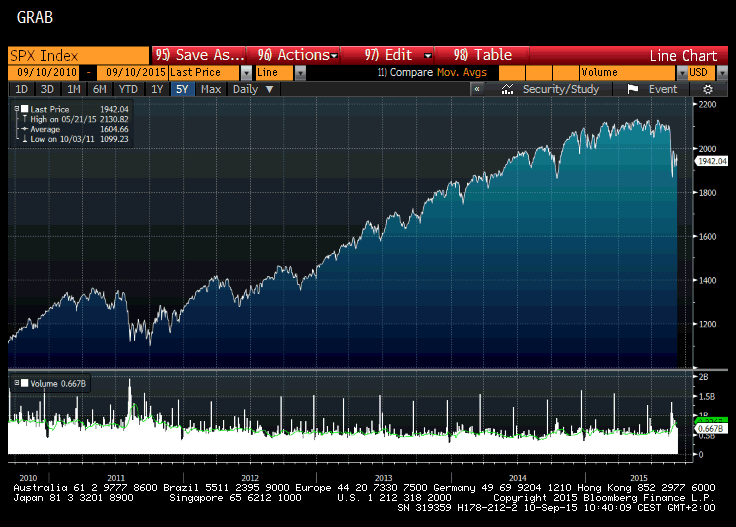 GRAB
SPX Index 95) Save As... 96) Actions 97) Edit 98) Table Line Chart
09/10/2010 - 09/10/2015 Last Price Line 11) Compare Mov. Avgs Volume USD
1D 3D 1M 6M YTD 1Y 5Y Max Daily ▼ « Security/Study Event
Last Price 1942.04
High on 05/21/15 2130.82
Average 1604.66
Low on 10/03/11 1099.23
2200
2000
1942.04
1800
1600
1400
1200
Volume 0.667B
2B
1.5B
1B
0.667B
0.5B
0
2010 2011 2012 2013 2014 2015
Australia 61 2 9777 8600 Brazil 5511 2395 9000 Europe 44 20 7330 7500 Germany 49 69 9204 1210 Hong Kong 852 2977 6000
Japan 81 3 3201 8900 Singapore 65 6212 1000 U.S. 1 212 318 2000 Copyright 2015 Bloomberg Finance L.P.
SN 319359 H178-212-2 10-Sep-15 10:40:09 CEST GMT+2:00